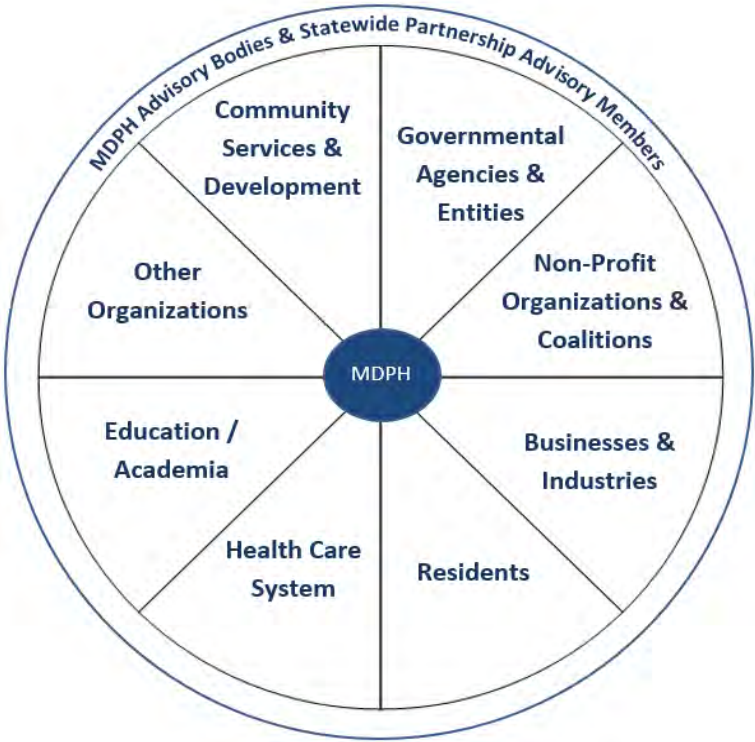 MDPH Advisory Bodies & Statewide Partnership Advisory Members
Community
Services &
Development
Governmental
Agencies &
Entities
Non-Profit
Organizations &
Coalitions
Businesses &
Industries
Residents
Health Care
System
Education /
Academia
Other
Organizations
MDPH